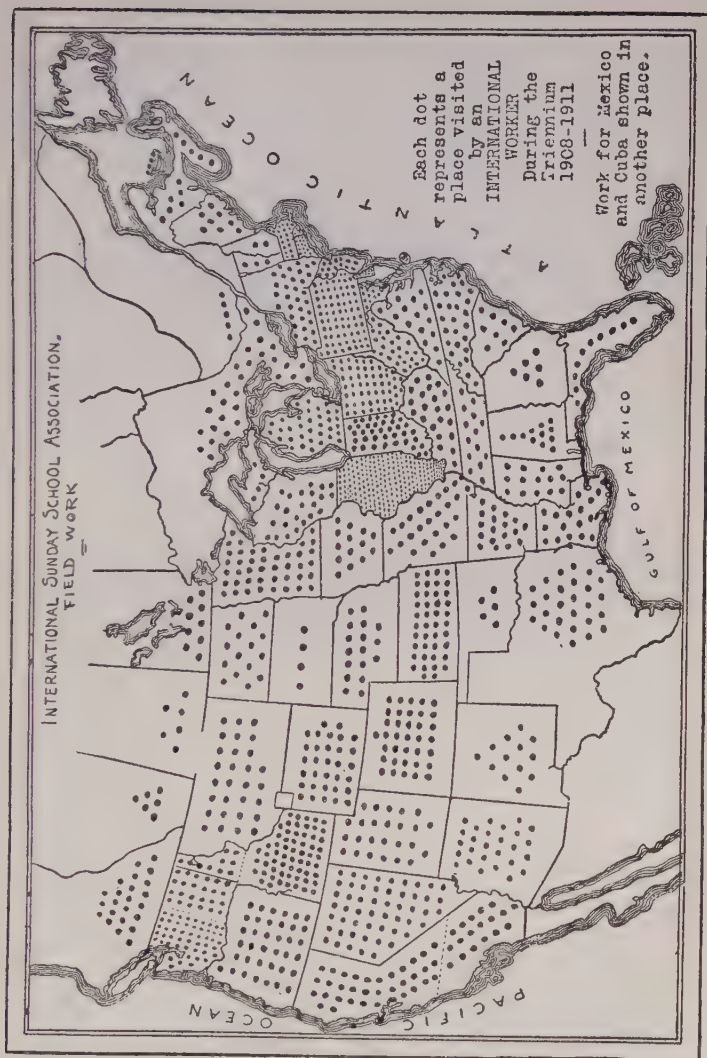 INTERNATIONAL SUNDAY SCHOOL ASSOCIATION.
FIELD WORK
ATLANTIC OCEAN
Each dot
represents a
place visited
by an
INTERNATIONAL
WORKER
During the
Triennium
1908-1911
Work for Mexico
and Cuba shown in
another place.
GULF OF MEXICO
PACIFIC OCEAN